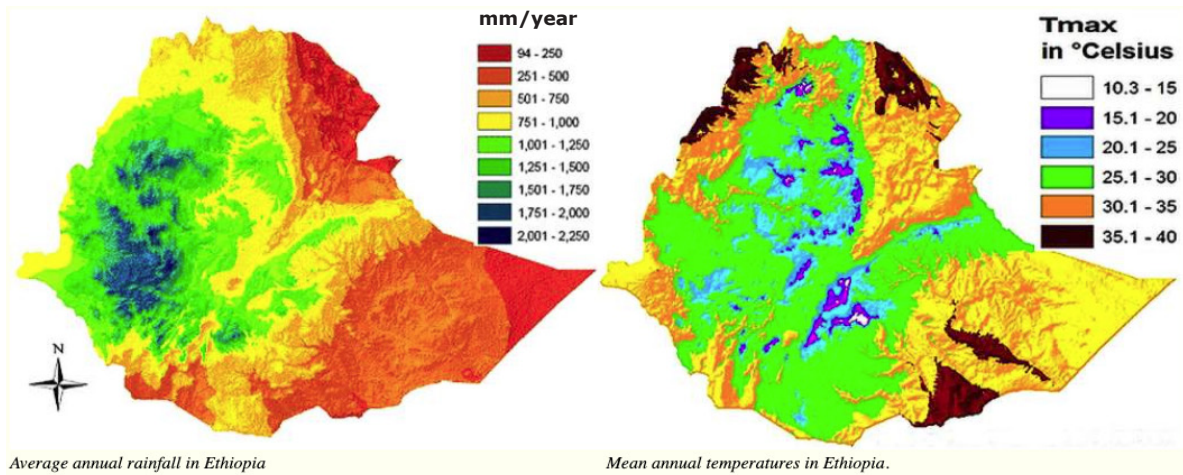 mm/year
94 - 250
251 - 500
501 - 750
751 - 1,000
1,001 - 1,250
1,251 - 1,500
1,501 - 1,750
1,751 - 2,000
2,001 - 2,250
N
Average annual rainfall in Ethiopia
Tmax
in °Celsius
10.3 - 15
15.1 - 20
20.1 - 25
25.1 - 30
30.1 - 35
35.1 - 40
Mean annual temperatures in Ethiopia.